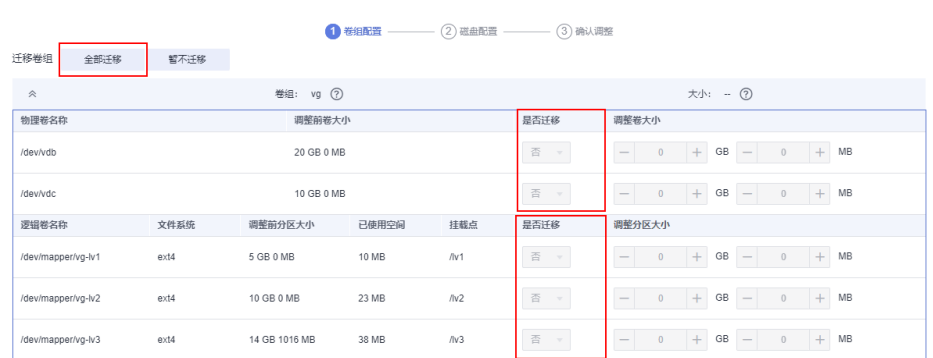 1 卷组配置 2 磁盘配置 3 确认调整
迁移卷组 全部迁移 暂不迁移
卷组: vg ? 大小: -- ?
物理卷名称 调整前卷大小 是否迁移 调整卷大小
/dev/vdb 20 GB 0 MB 否 — 0 + GB — 0 + MB
/dev/vdc 10 GB 0 MB 否 — 0 + GB — 0 + MB
逻辑卷名称 文件系统 调整前分区大小 已使用空间 挂载点 是否迁移 调整分区大小
/dev/mapper/vg-lv1 ext4 5 GB 0 MB 10 MB /lv1 否 — 0 + GB — 0 + MB
/dev/mapper/vg-lv2 ext4 10 GB 0 MB 23 MB /lv2 否 — 0 + GB — 0 + MB
/dev/mapper/vg-lv3 ext4 14 GB 1016 MB 38 MB /lv3 否 — 0 + GB — 0 + MB